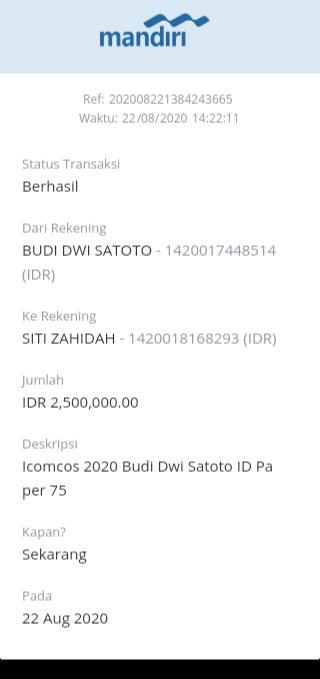 mandiri
Ref: 202008221384243665
Waktu: 22/08/2020 14:22:11
Status Transaksi
Berhasil
Dari Rekening
BUDI DWI SATOTO - 1420017448514
(IDR)
Ke Rekening
SITI ZAHIDAH - 1420018168293 (IDR)
Jumlah
IDR 2,500,000.00
Deskripsi
Icomcos 2020 Budi Dwi Satoto ID Pa
per 75
Kapan?
Sekarang
Pada
22 Aug 2020